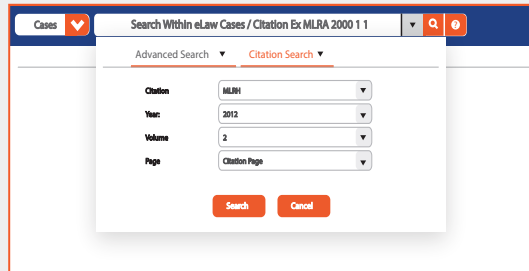 Cases Search Within eLaw Cases / Citation Ex MLRA 2000 1 1 ?
Advanced Search Citation Search
Citation MLRH
Year: 2012
Volume 2
Page Citation Page
Search Cancel